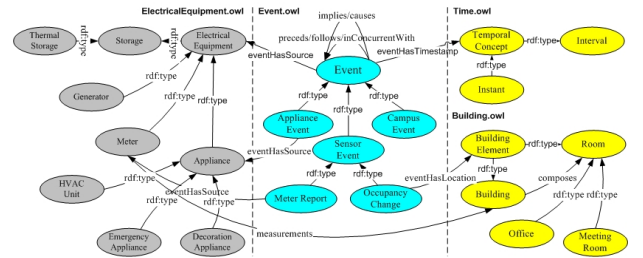 ElectricalEquipment.owl
Event.owl
implies/causes
Time.owl
Thermal
Storage
rdf:type
Storage
rdf:type
Electrical
Equipment
preceds/follows/inConcurrentWith
eventHasSource
eventHasTimestamp
Event
Temporal
Concept
rdf:type
Interval
rdf:type
Instant
Generator
rdf:type
rdf:type
rdf:type
rdf:type
rdf:type
rdf:type
Appliance
Event
Campus
Event
Building.owl
Meter
Sensor
Event
Building
Element
rdf:type
Room
Appliance
eventHasSource
rdf:type
rdf:type
rdf:type
HVAC
Unit
rdf:type
eventHasSource
rdf:type
rdf:type
Meter Report
Occupancy
Change
eventHasLocation
Building
composes
rdf:type
rdf:type
Emergency
Appliance
Decoration
Appliance
measurements
Office
Meeting
Room